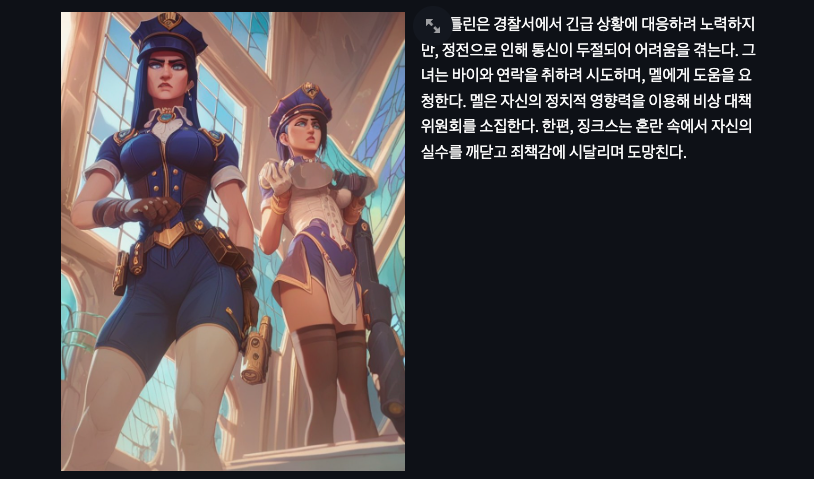 틀린은 경찰서에서 긴급 상황에 대응하려 노력하지
만, 정전으로 인해 통신이 두절되어 어려움을 겪는다. 그
녀는 바이와 연락을 취하려 시도하며, 멜에게 도움을 요
청한다. 멜은 자신의 정치적 영향력을 이용해 비상 대책
위원회를 소집한다. 한편, 징크스는 혼란 속에서 자신의
실수를 깨닫고 죄책감에 시달리며 도망친다.